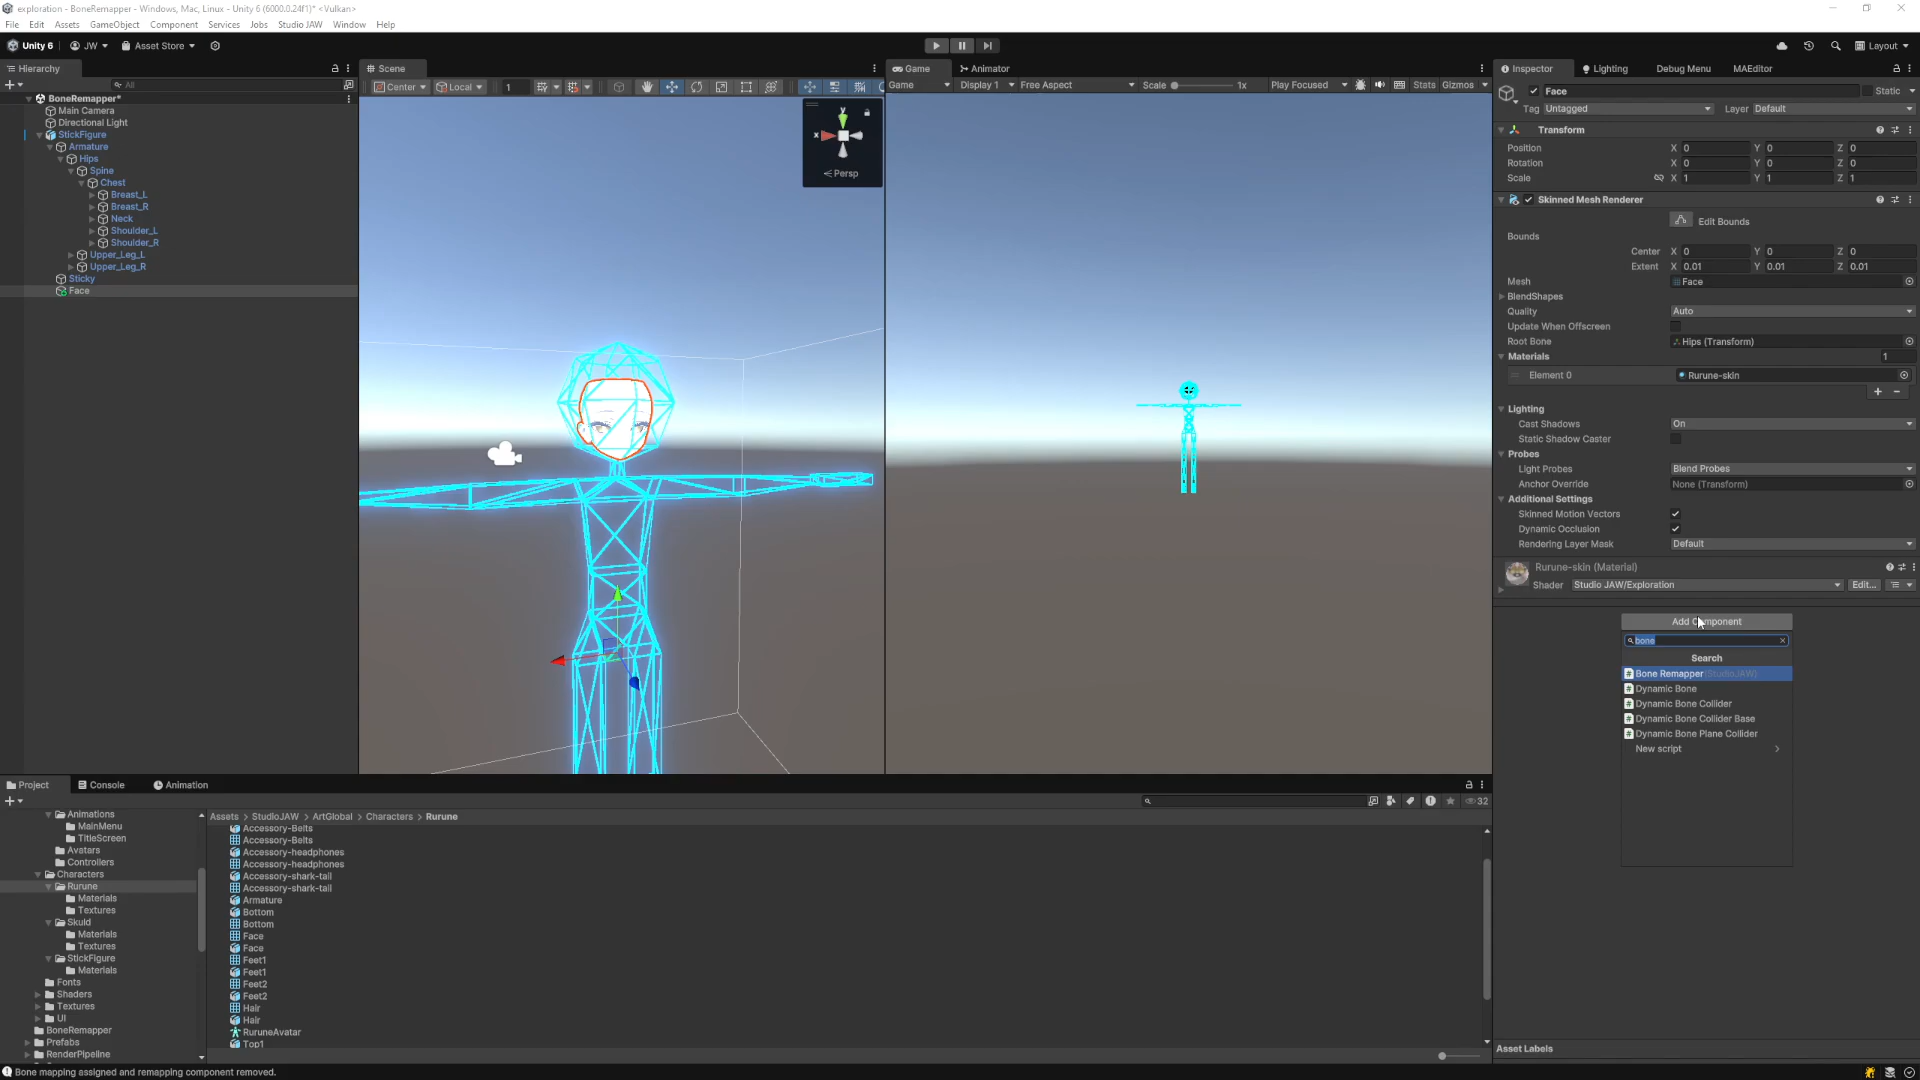 exploration - BoneRemapper - Windows, Mac, Linux - Unity 6 (6000.0.24f1)* <Vulkan>
File Edit Assets GameObject Component Services Jobs Studio JAW Window Help
Unity 6 JW Asset Store Layout
Hierarchy
All
BoneRemapper*
Main Camera
Directional Light
StickFigure
Armature
Hips
Spine
Chest
Breast_L
Breast_R
Neck
Shoulder_L
Shoulder_R
Upper_Leg_L
Upper_Leg_R
Sticky
Face
Scene
Center Local 1
y
x
Persp
Game Animator
Game Display 1 Free Aspect Scale 1x Play Focused Stats Gizmos
Inspector Lighting Debug Menu MAEditor
Face Static
Tag Untagged Layer Default
Transform
Position X 0 Y 0 Z 0
Rotation X 0 Y 0 Z 0
Scale X 1 Y 1 Z 1
Skinned Mesh Renderer
Edit Bounds
Bounds
Center X 0 Y 0 Z 0
Extent X 0.01 Y 0.01 Z 0.01
Mesh Face
BlendShapes
Quality Auto
Update When Offscreen
Root Bone Hips (Transform)
Materials 1
Element 0 Rurune-skin
Lighting
Cast Shadows On
Static Shadow Caster
Probes
Light Probes Blend Probes
Anchor Override None (Transform)
Additional Settings
Skinned Motion Vectors
Dynamic Occlusion
Rendering Layer Mask Default
Rurune-skin (Material)
Shader Studio JAW/Exploration Edit...
Add Component
bone
Search
Bone Remapper (StudioJAW)
Dynamic Bone
Dynamic Bone Collider
Dynamic Bone Collider Base
Dynamic Bone Plane Collider
New script
Asset Labels
Project Console Animation
32
Animations
MainMenu
TitleScreen
Avatars
Controllers
Characters
Rurune
Materials
Textures
Skuld
Materials
Textures
StickFigure
Materials
Fonts
Shaders
Textures
UI
BoneRemapper
Prefabs
RenderPipeline
Assets > StudioJAW > ArtGlobal > Characters > Rurune
Accessory-Belts
Accessory-Belts
Accessory-headphones
Accessory-headphones
Accessory-shark-tail
Accessory-shark-tail
Armature
Bottom
Bottom
Face
Face
Feet1
Feet1
Feet2
Feet2
Hair
Hair
RuruneAvatar
Top1
Bone mapping assigned and remapping component removed.